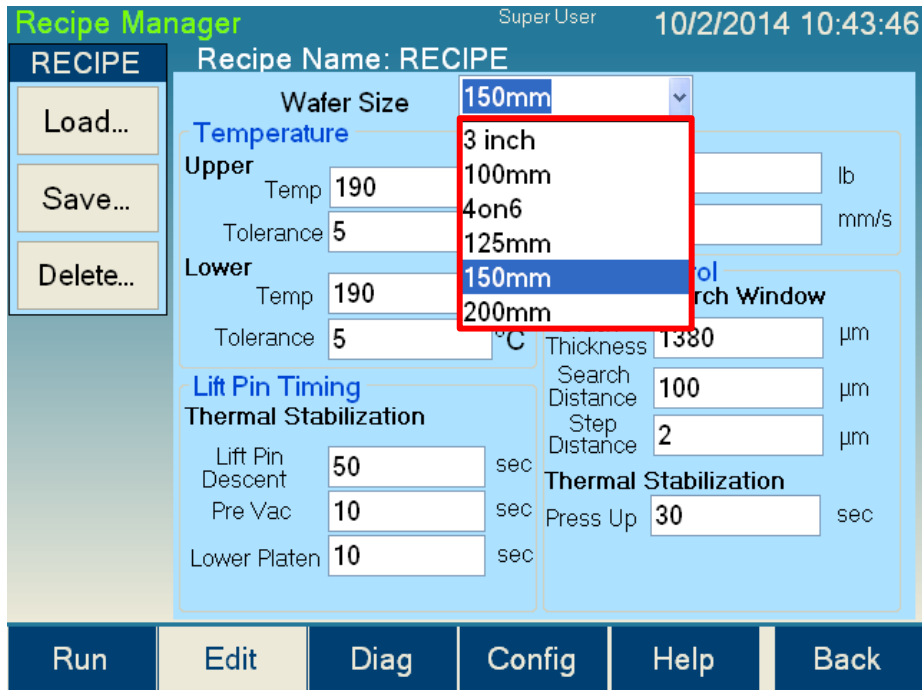 Recipe Manager
Super User
10/2/2014 10:43:46
RECIPE
Recipe Name: RECIPE
Load...
Save...
Delete...
Wafer Size
150mm
3 inch
100mm
4on6
125mm
150mm
200mm
Temperature
Upper
Temp 190
Tolerance 5
Lower
Temp 190
Tolerance 5 °C
lb
mm/s
Window
Thickness 1380 µm
Search
Distance 100 µm
Step
Distance 2 µm
Thermal Stabilization
Press Up 30 sec
Lift Pin Timing
Thermal Stabilization
Lift Pin
Descent 50 sec
Pre Vac 10 sec
Lower Platen 10 sec
Run
Edit
Diag
Config
Help
Back